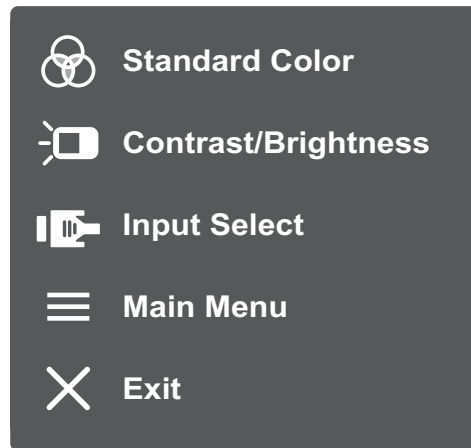 Standard Color
Contrast/Brightness
Input Select
Main Menu
Exit